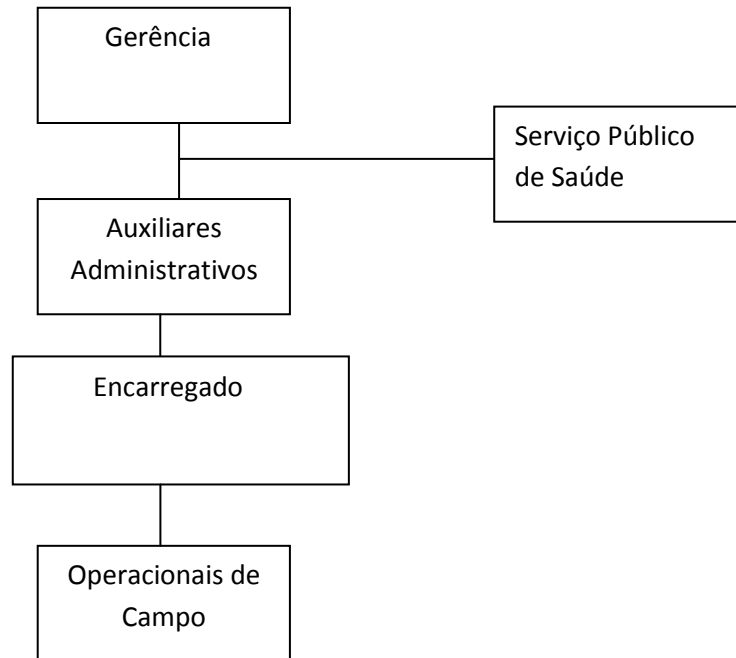 Gerência
Serviço Público
de Saúde
Auxiliares
Administrativos
Encarregado
Operacionais de
Campo